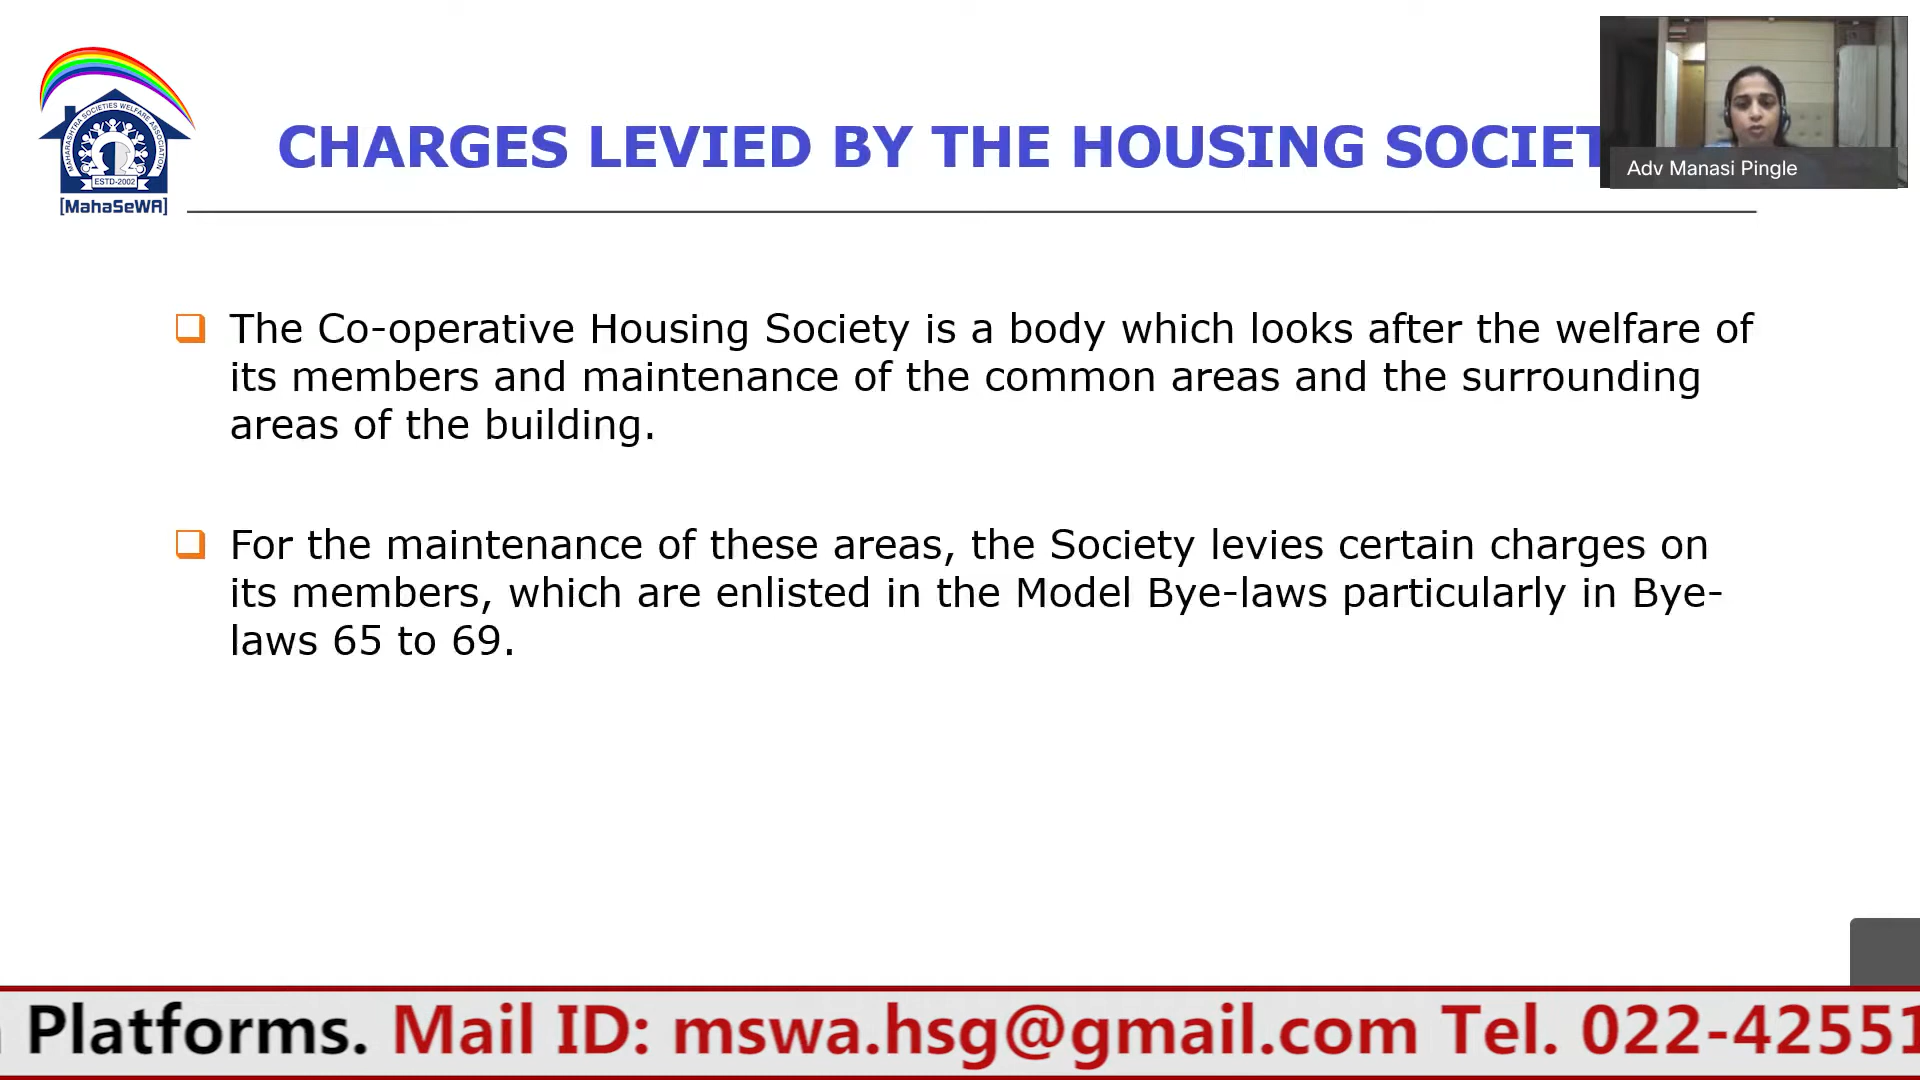 MAHARASHTRA SOCIETIES WELFARE ASSOCIATION
ESTD-2002
[MahaSeWA]
CHARGES LEVIED BY THE HOUSING SOCIET
Adv Manasi Pingle
The Co-operative Housing Society is a body which looks after the welfare of
its members and maintenance of the common areas and the surrounding
areas of the building.
For the maintenance of these areas, the Society levies certain charges on
its members, which are enlisted in the Model Bye-laws particularly in Bye-
laws 65 to 69.
Platforms. Mail ID: mswa.hsg@gmail.com Tel. 022-42551